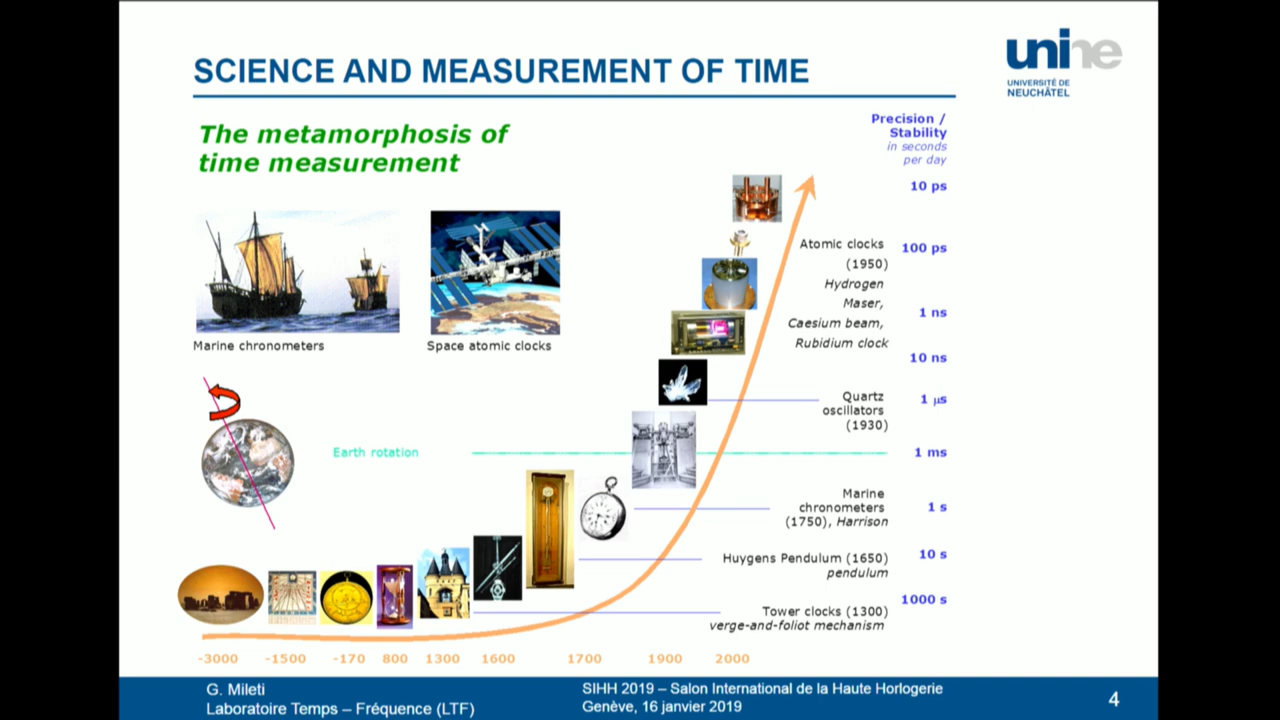 SCIENCE AND MEASUREMENT OF TIME
unine
UNIVERSITÉ DE
NEUCHÂTEL
The metamorphosis of
time measurement
Precision /
Stability
in seconds
per day
10 ps
100 ps
1 ns
10 ns
1 µs
1 ms
1 s
10 s
1000 s
Marine chronometers
Space atomic clocks
Atomic clocks
(1950)
Hydrogen
Maser,
Caesium beam,
Rubidium clock
Quartz
oscillators
(1930)
Earth rotation
Marine
chronometers
(1750), Harrison
Huygens Pendulum (1650)
pendulum
Tower clocks (1300)
verge-and-foliot mechanism
-3000 -1500 -170 800 1300 1600 1700 1900 2000
G. Mileti
Laboratoire Temps – Fréquence (LTF)
SIHH 2019 – Salon International de la Haute Horlogerie
Genève, 16 janvier 2019
4